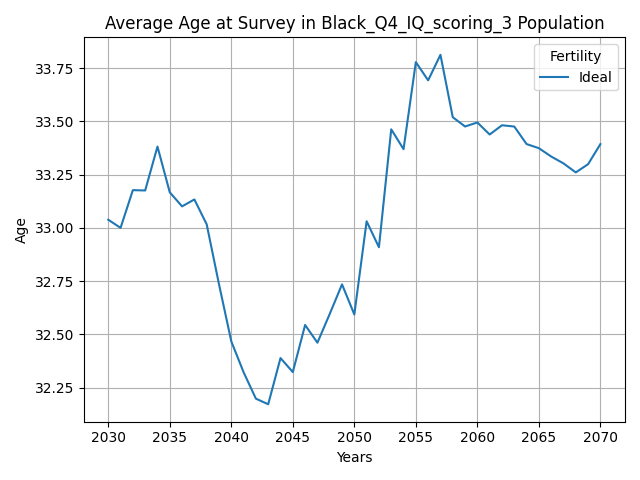 Average Age at Survey in Black_Q4_IQ_scoring_3 Population
Fertility
Ideal
33.75
33.50
33.25
33.00
32.75
32.50
32.25
Age
2030 2035 2040 2045 2050 2055 2060 2065 2070
Years